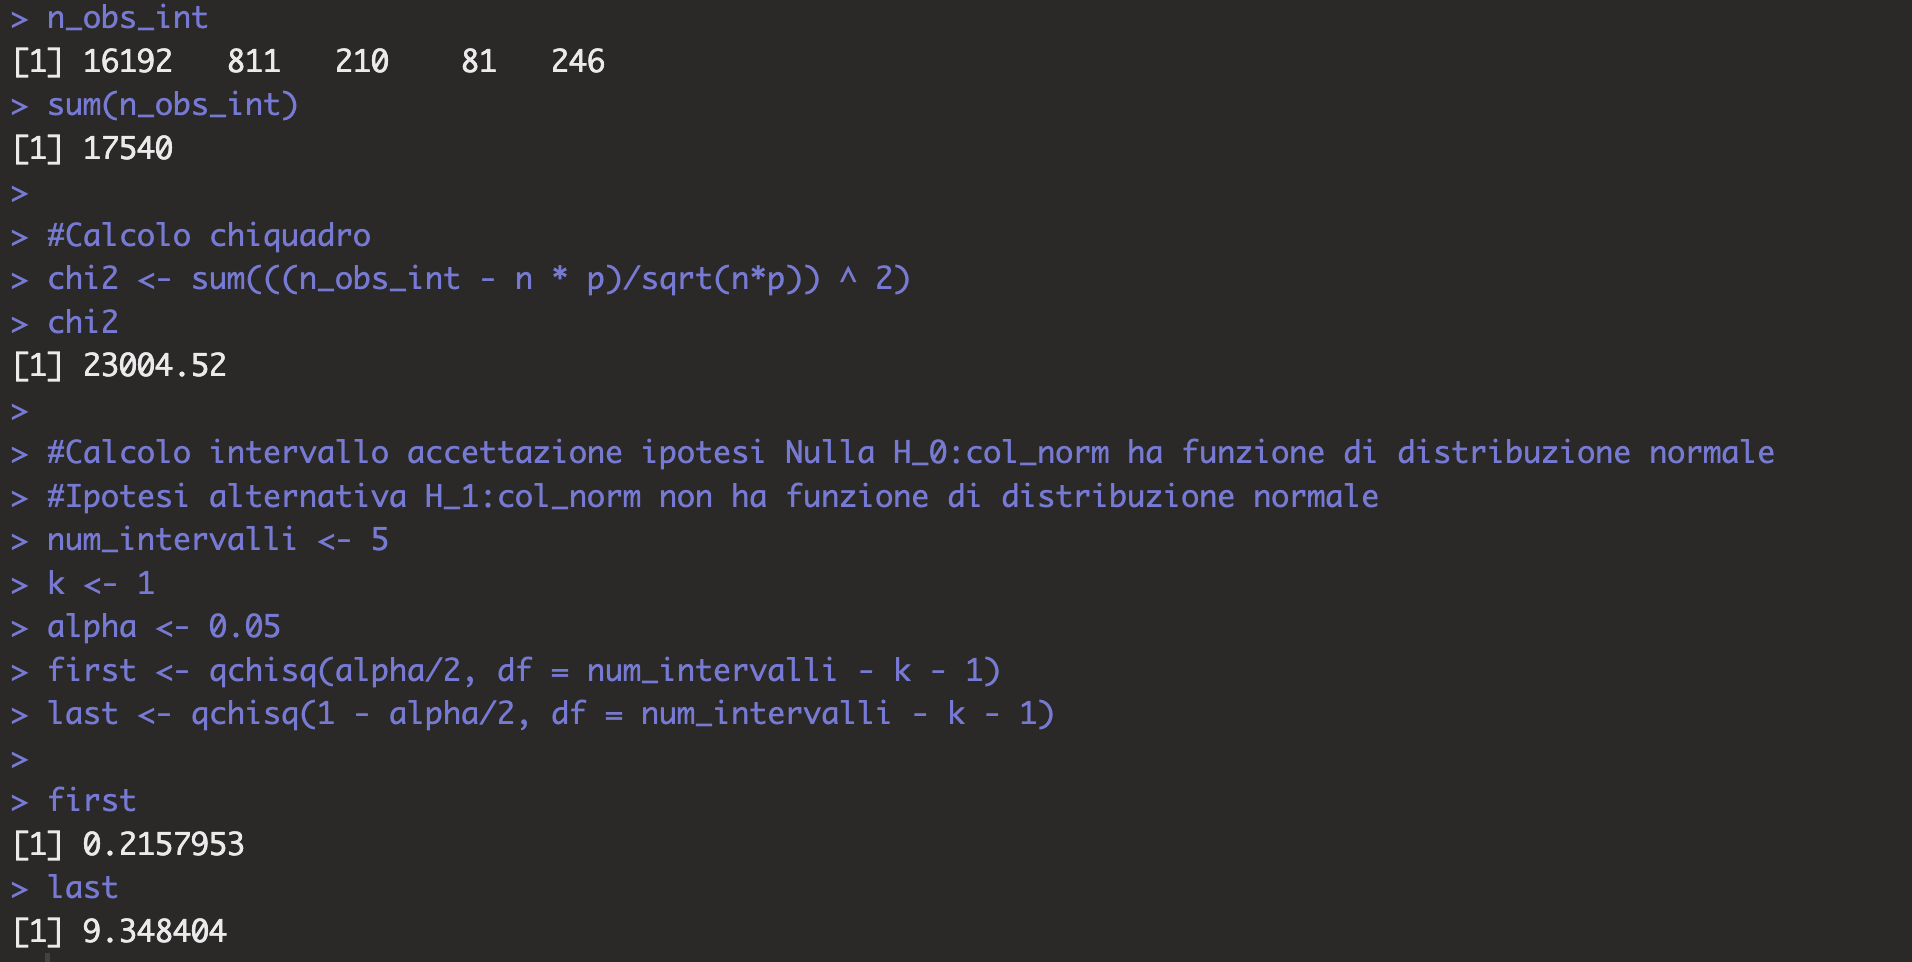 > n_obs_int
[1] 16192   811   210    81   246
> sum(n_obs_int)
[1] 17540
>
> #Calcolo chiquadro
> chi2 <- sum(((n_obs_int - n * p)/sqrt(n*p)) ^ 2)
> chi2
[1] 23004.52
>
> #Calcolo intervallo accettazione ipotesi Nulla H_0:col_norm ha funzione di distribuzione normale
> #Ipotesi alternativa H_1:col_norm non ha funzione di distribuzione normale
> num_intervalli <- 5
> k <- 1
> alpha <- 0.05
> first <- qchisq(alpha/2, df = num_intervalli - k - 1)
> last <- qchisq(1 - alpha/2, df = num_intervalli - k - 1)
>
> first
[1] 0.2157953
> last
[1] 9.348404